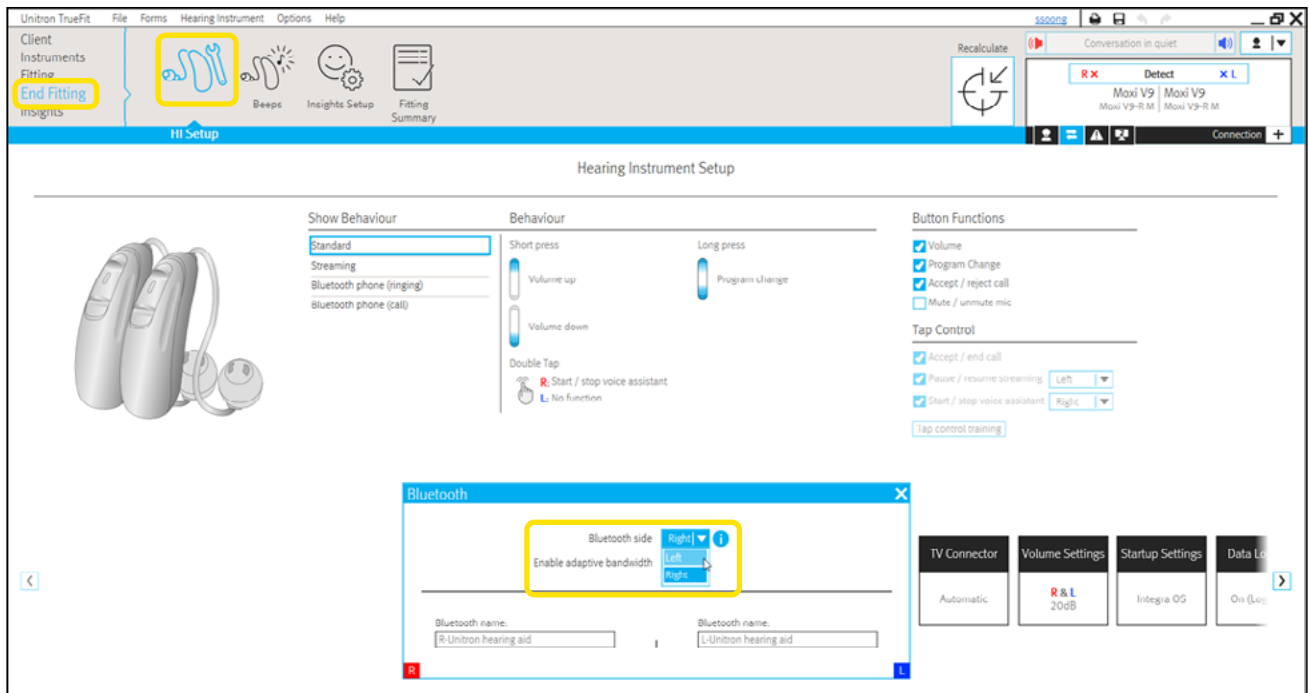 Unitron TrueFit File Forms Hearing Instrument Options Help
ssoong
Client
Instruments
Fitting
End Fitting
Insights
Beeps
Insights Setup
Fitting
Summary
HI Setup
Recalculate
Conversation in quiet
R X Detect X L
Moxi V9 Moxi V9
Moxi V9-R M Moxi V9-R M
Connection +
Hearing Instrument Setup
Show Behaviour
Standard
Streaming
Bluetooth phone (ringing)
Bluetooth phone (call)
Behaviour
Short press
Volume up
Volume down
Long press
Program change
Double Tap
R: Start / stop voice assistant
L: No function
Button Functions
Volume
Program Change
Accept / reject call
Mute / unmute mic
Tap Control
Accept / end call
Pause / resume streaming Left
Start / stop voice assistant Right
Tap control training
Bluetooth X
Bluetooth side Right
Left
Right
Enable adaptive bandwidth
Bluetooth name:
R-Unitron hearing aid
Bluetooth name:
L-Unitron hearing aid
R
L
TV Connector
Automatic
Volume Settings
R & L
20dB
Startup Settings
Integra OS
Data Lo
On (Log